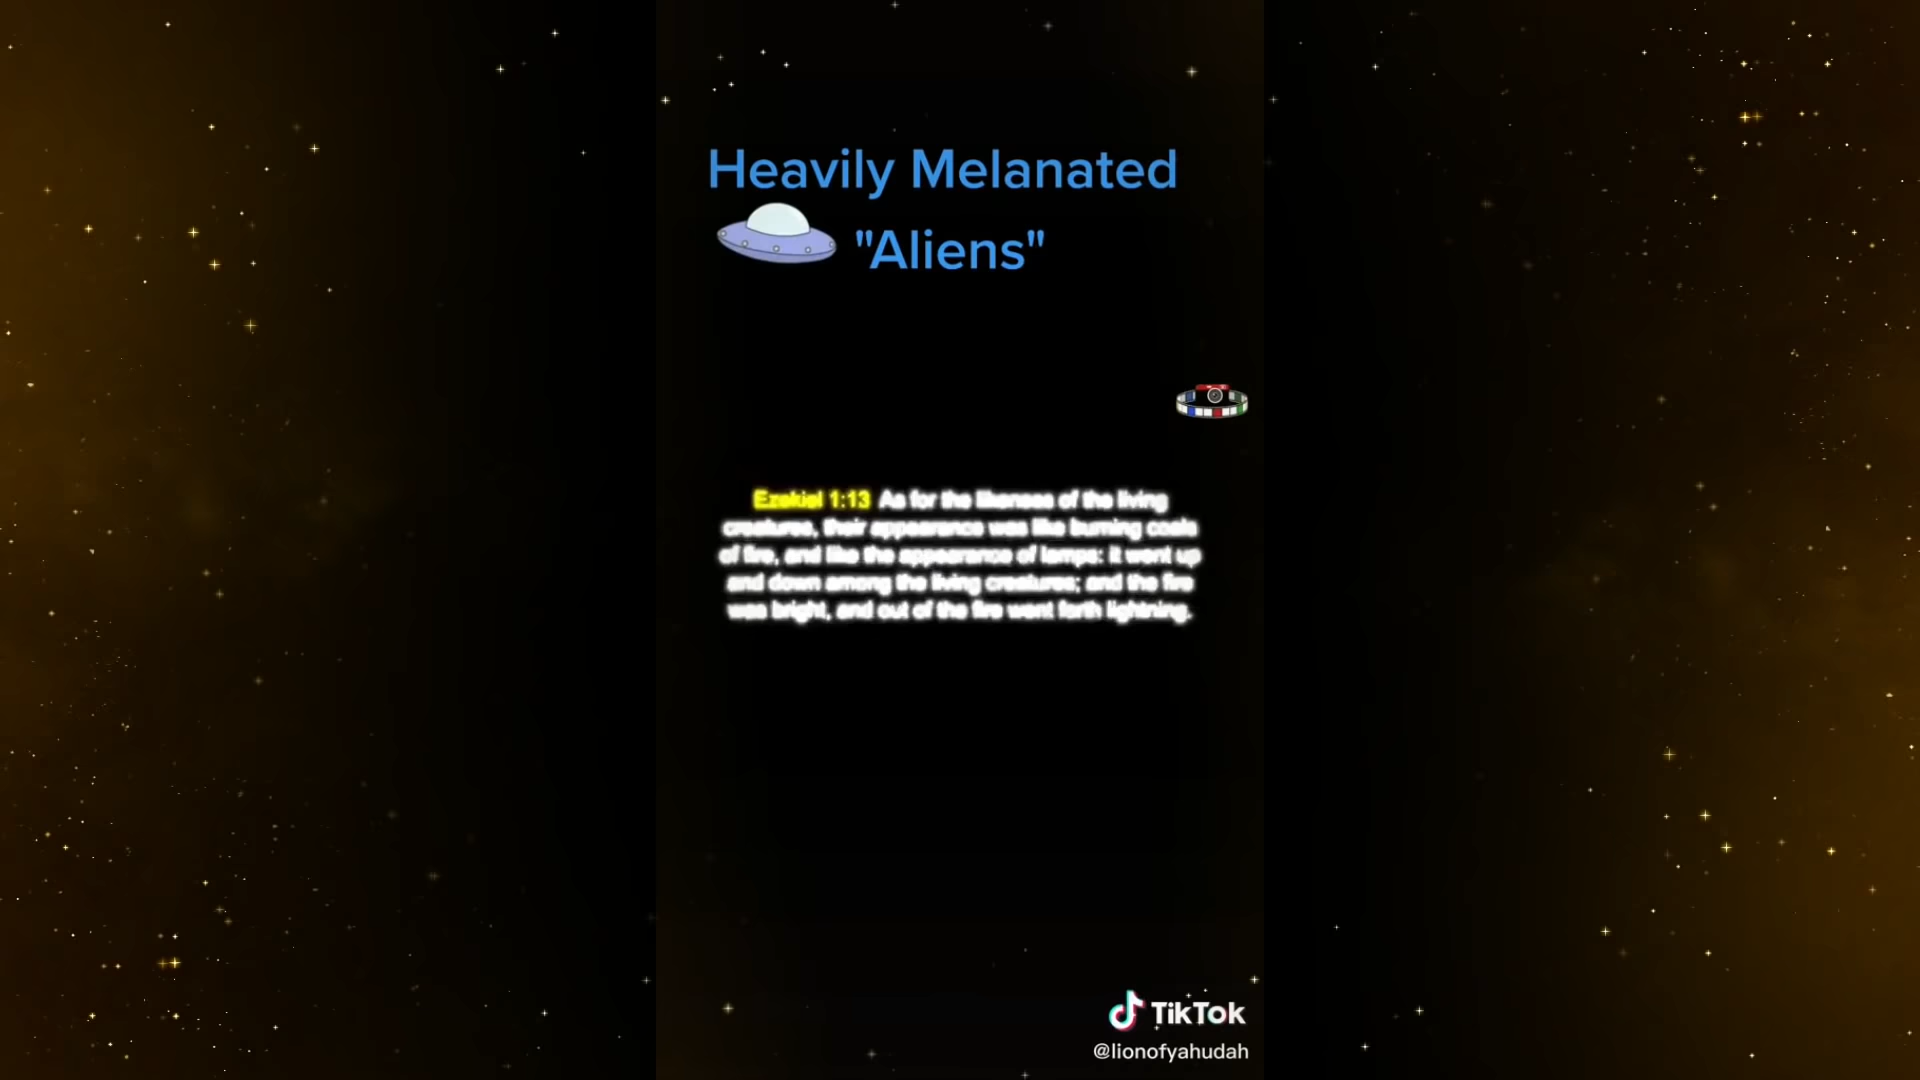 Heavily Melanated
"Aliens"
Ezekiel 1:13 As for the likeness of the living
creatures, their appearance was like burning coals
of fire, and like the appearance of lamps: it went up
and down among the living creatures; and the fire
was bright, and out of the fire went forth lightning.
TikTok
@lionofyahudah